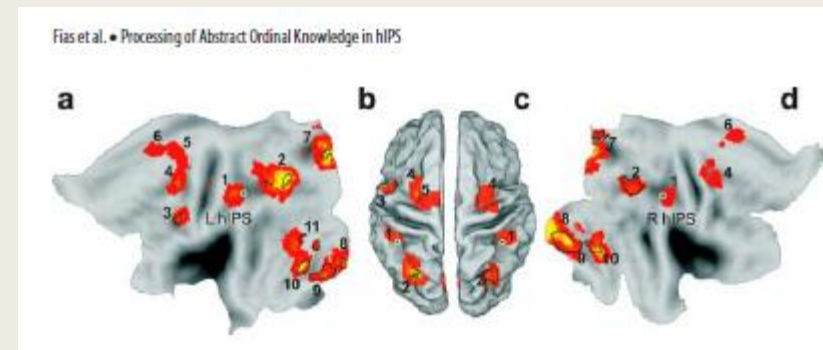 Fias et al. • Processing of Abstract Ordinal Knowledge in hIPS
a b c d
6 5 7 2 4 1 3 L hIPS 11 6 8 10 9
4 5 4 3 1 1 2 2
7 6 2 4 R hIPS 8 9 10